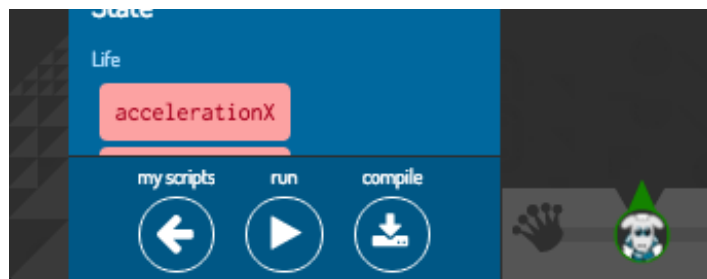 State
Life
accelerationX
my scripts run compile